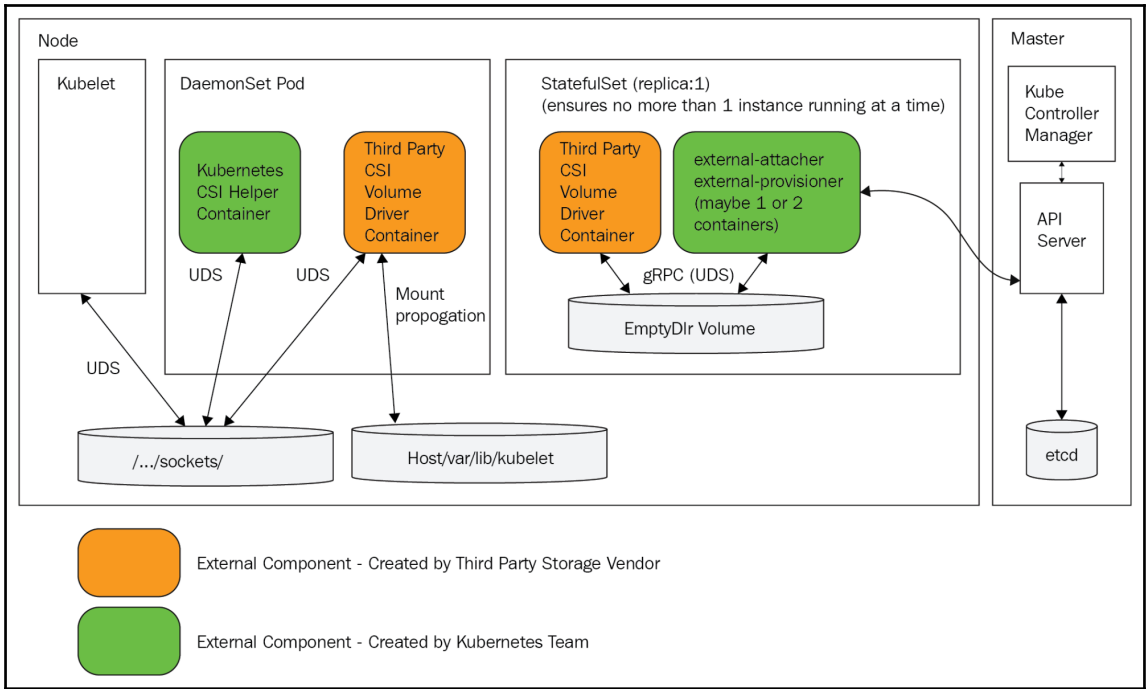 Node
Kubelet
DaemonSet Pod
Kubernetes
CSI Helper
Container
Third Party
CSI
Volume
Driver
Container
UDS
UDS
Mount
propogation
UDS
/.../sockets/
Host/var/lib/kubelet
StatefulSet (replica:1)
(ensures no more than 1 instance running at a time)
Third Party
CSI
Volume
Driver
Container
external-attacher
external-provisioner
(maybe 1 or 2
containers)
gRPC (UDS)
EmptyDIr Volume
Master
Kube
Controller
Manager
API
Server
etcd
External Component - Created by Third Party Storage Vendor
External Component - Created by Kubernetes Team